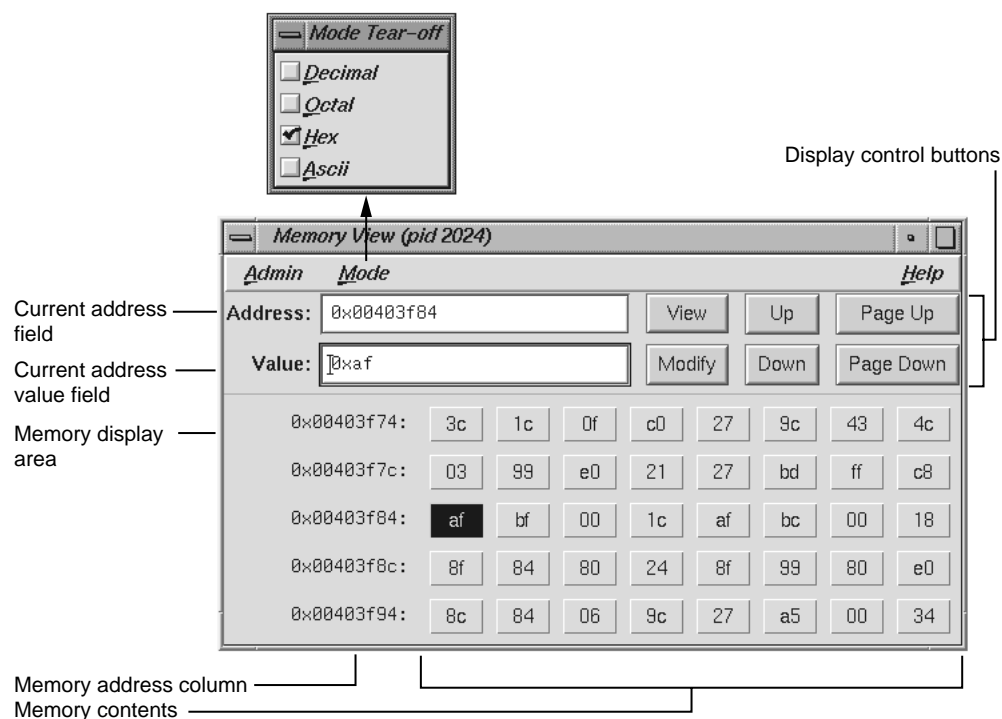 Mode Tear-off
Decimal
Octal
Hex
Ascii
Display control buttons
Memory View (pid 2024)
Admin Mode Help
Current address field
Address: 0x00403f84 View Up Page Up
Current address value field
Value: 0xaf Modify Down Page Down
Memory display area
0x00403f74: 3c 1c 0f c0 27 9c 43 4c
0x00403f7c: 03 99 e0 21 27 bd ff c8
0x00403f84: af bf 00 1c af bc 00 18
0x00403f8c: 8f 84 80 24 8f 99 80 e0
0x00403f94: 8c 84 06 9c 27 a5 00 34
Memory address column
Memory contents